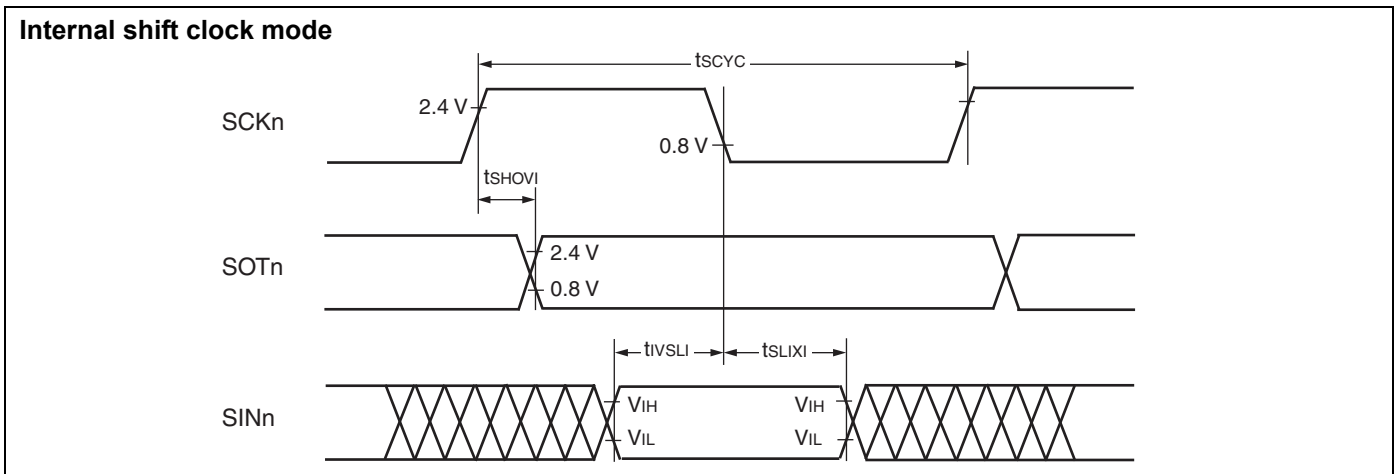 Internal shift clock mode
tSCYC
SCKn
2.4 V
0.8 V
tSHOVI
SOTn
2.4 V
0.8 V
tIVSLI
tSLIXI
SINn
VIH
VIH
VIL
VIL